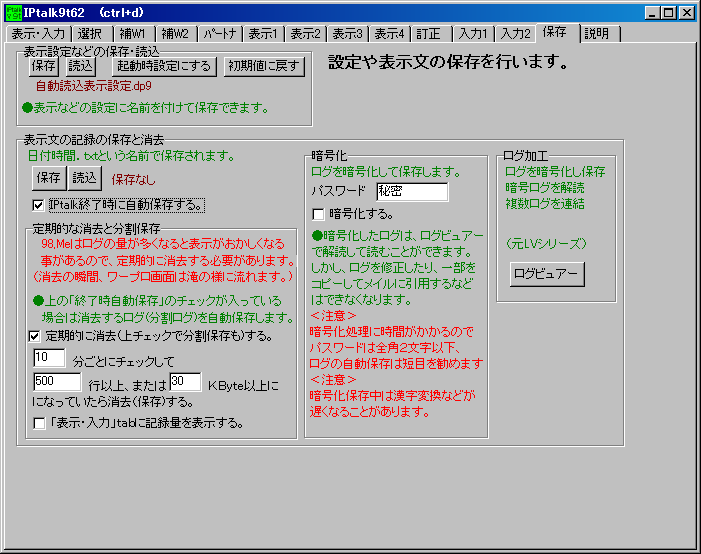 IPtalk9t62 (ctrl+d)
表示・入力 選択 補W1 補W2 パートナ 表示1 表示2 表示3 表示4 訂正 入力1 入力2 保存 説明
表示設定などの保存・読込
保存 読込 起動時設定にする 初期値に戻す
自動読込表示設定.dp9
●表示などの設定に名前を付けて保存できます。
設定や表示文の保存を行います。
表示文の記録の保存と消去
日付時間．txtという名前で保存されます。
保存 読込 保存なし
IPtalk終了時に自動保存する。
定期的な消去と分割保存
98,Meはログの量が多くなると表示がおかしくなる
事があるので、定期的に消去する必要があります。
（消去の瞬間、ワープロ画面は滝の様に流れます。）
●上の「終了時自動保存」のチェックが入っている
場合は消去するログ（分割ログ）を自動保存します。
定期的に消去（上チェックで分割保存も）する。
10 分ごとにチェックして
500 行以上、または 30 KByte以上に
になっていたら消去（保存）する。
「表示・入力」tabに記録量を表示する。
暗号化
ログを暗号化して保存します。
パスワード 秘密
暗号化する。
●暗号化したログは、ログビュアー
で解読して読むことができます。
しかし、ログを修正したり、一部を
コピーしてメイルに引用するなど
はできなくなります。
＜注意＞
暗号化処理に時間がかかるので
パスワードは全角2文字以下、
ログの自動保存は短目を勧めます
＜注意＞
暗号化保存中は漢字変換などが
遅くなることがあります。
ログ加工
ログを暗号化し保存
暗号ログを解読
複数ログを連結
（元LVシリーズ）
ログビュアー